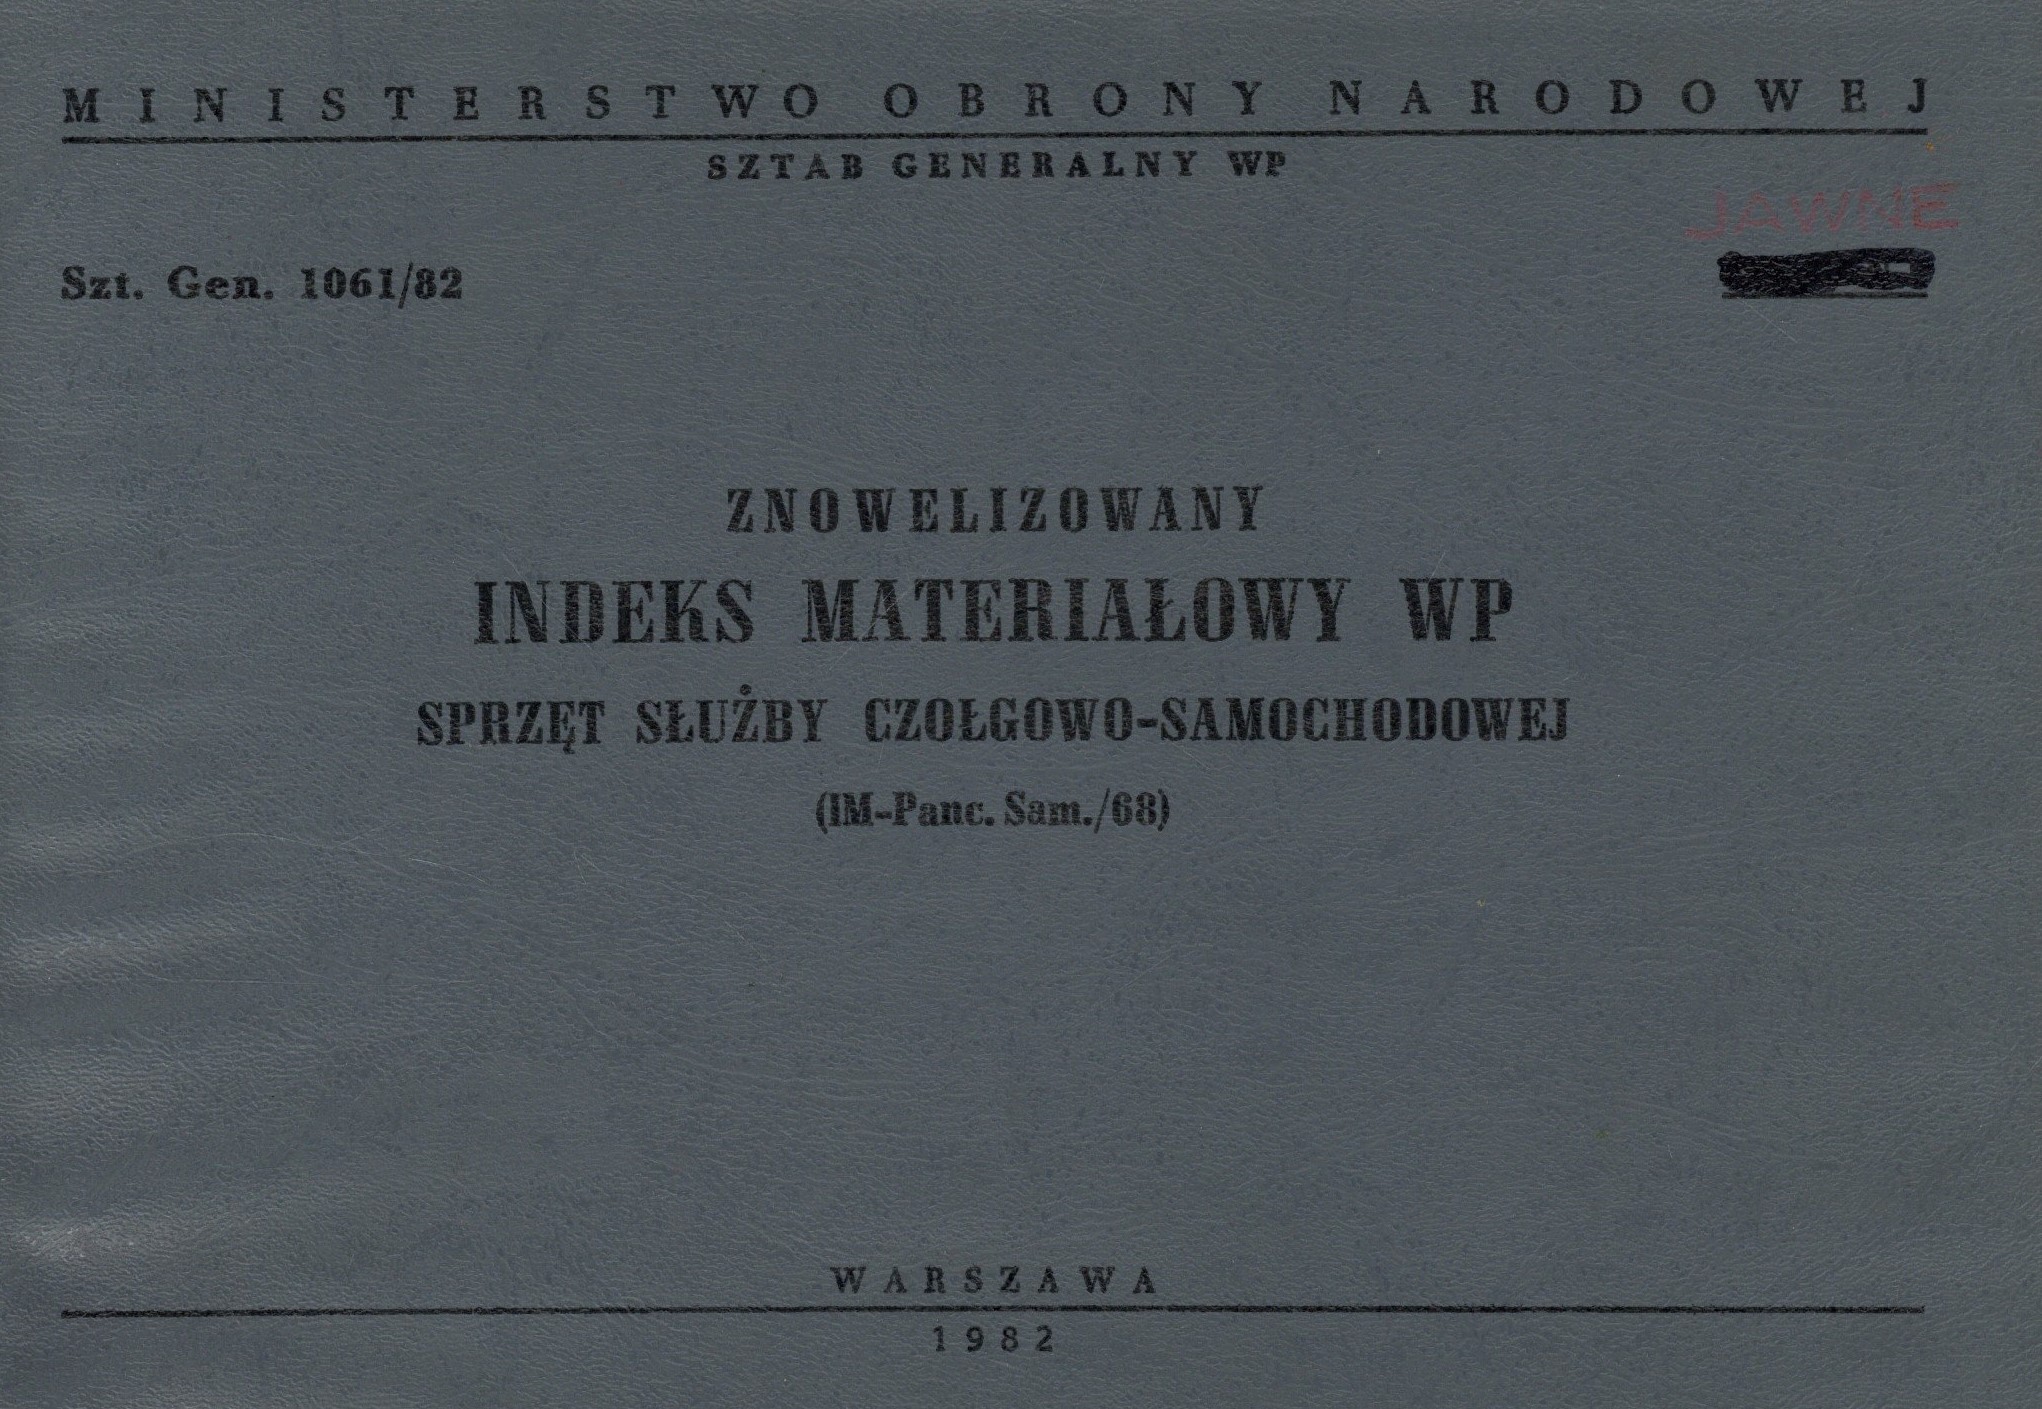 MINISTERSTWO OBRONY NARODOWEJ
SZTAB GENERALNY WP
JAWNE
Szt. Gen. 1061/82
ZNOWELIZOWANY
INDEKS MATERIAŁOWY WP
SPRZĘT SŁUŻBY CZOŁGOWO-SAMOCHODOWEJ
(IM-Panc. Sam./68)
WARSZAWA
1982